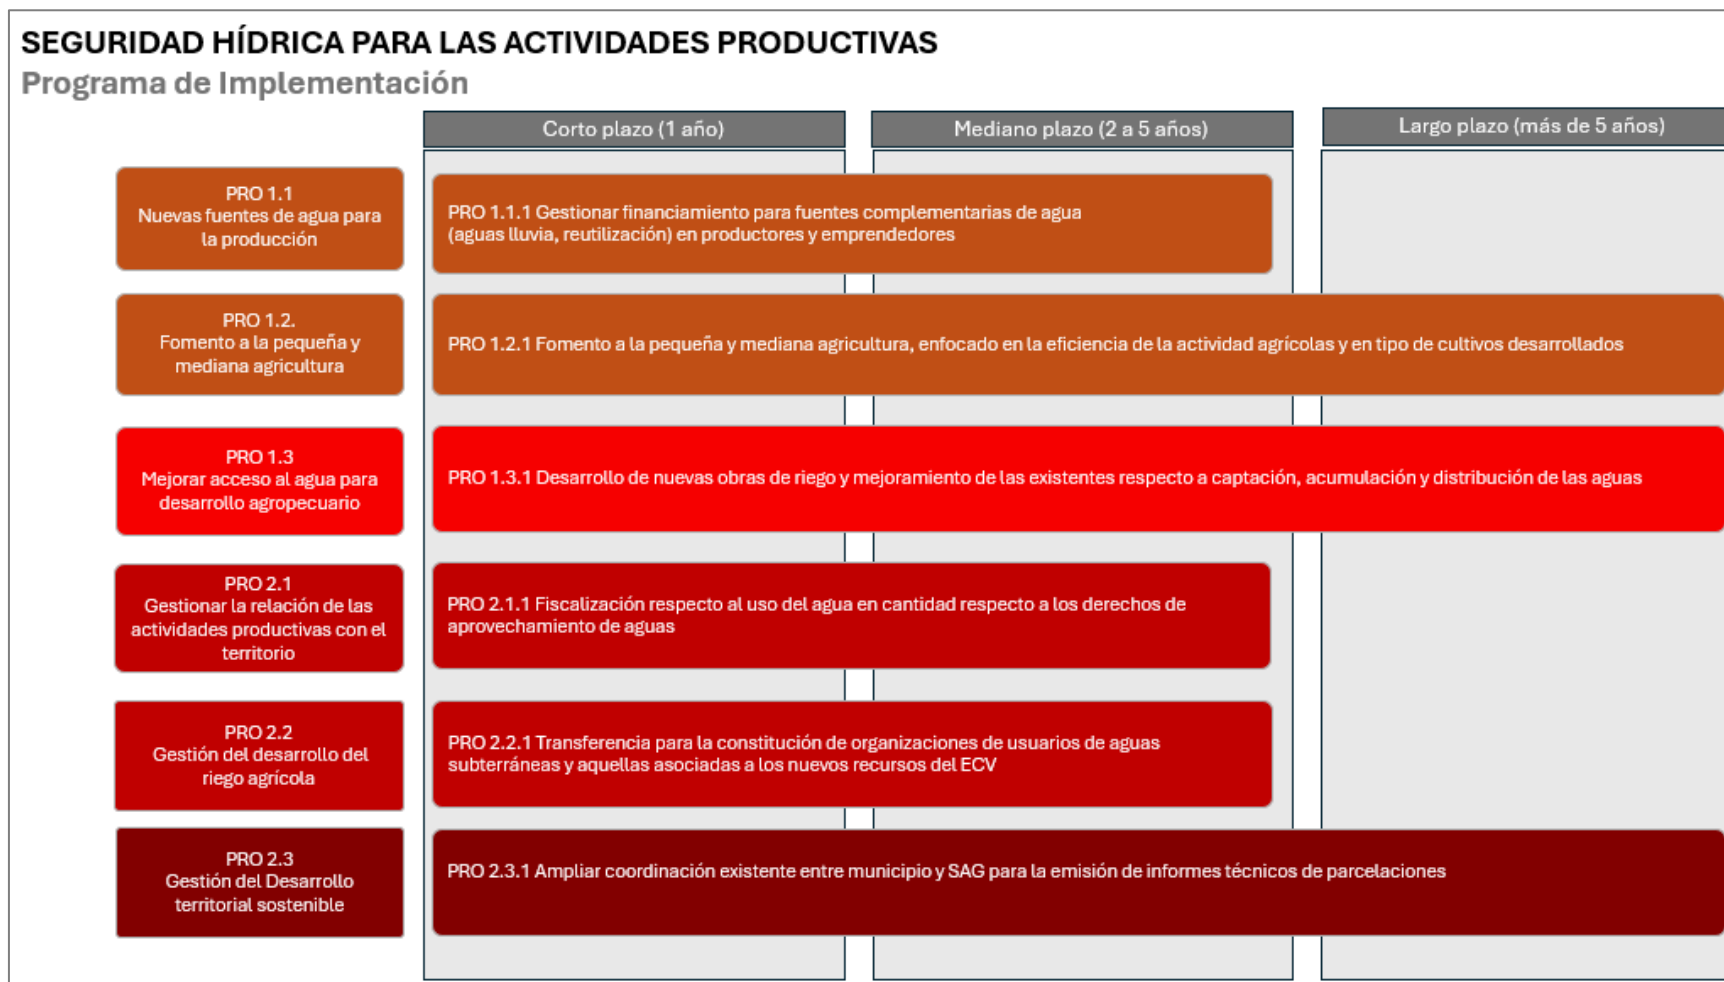 SEGURIDAD HÍDRICA PARA LAS ACTIVIDADES PRODUCTIVAS
Programa de Implementación
Corto plazo (1 año)
Mediano plazo (2 a 5 años)
Largo plazo (más de 5 años)
PRO 1.1
Nuevas fuentes de agua para
la producción
PRO 1.1.1 Gestionar financiamiento para fuentes complementarias de agua
(aguas lluvia, reutilización) en productores y emprendedores
PRO 1.2.
Fomento a la pequeña y
mediana agricultura
PRO 1.2.1 Fomento a la pequeña y mediana agricultura, enfocado en la eficiencia de la actividad agrícolas y en tipo de cultivos desarrollados
PRO 1.3
Mejorar acceso al agua para
desarrollo agropecuario
PRO 1.3.1 Desarrollo de nuevas obras de riego y mejoramiento de las existentes respecto a captación, acumulación y distribución de las aguas
PRO 2.1
Gestionar la relación de las
actividades productivas con el
territorio
PRO 2.1.1 Fiscalización respecto al uso del agua en cantidad respecto a los derechos de
aprovechamiento de aguas
PRO 2.2
Gestión del desarrollo del
riego agrícola
PRO 2.2.1 Transferencia para la constitución de organizaciones de usuarios de aguas
subterráneas y aquellas asociadas a los nuevos recursos del ECV
PRO 2.3
Gestión del Desarrollo
territorial sostenible
PRO 2.3.1 Ampliar coordinación existente entre municipio y SAG para la emisión de informes técnicos de parcelaciones